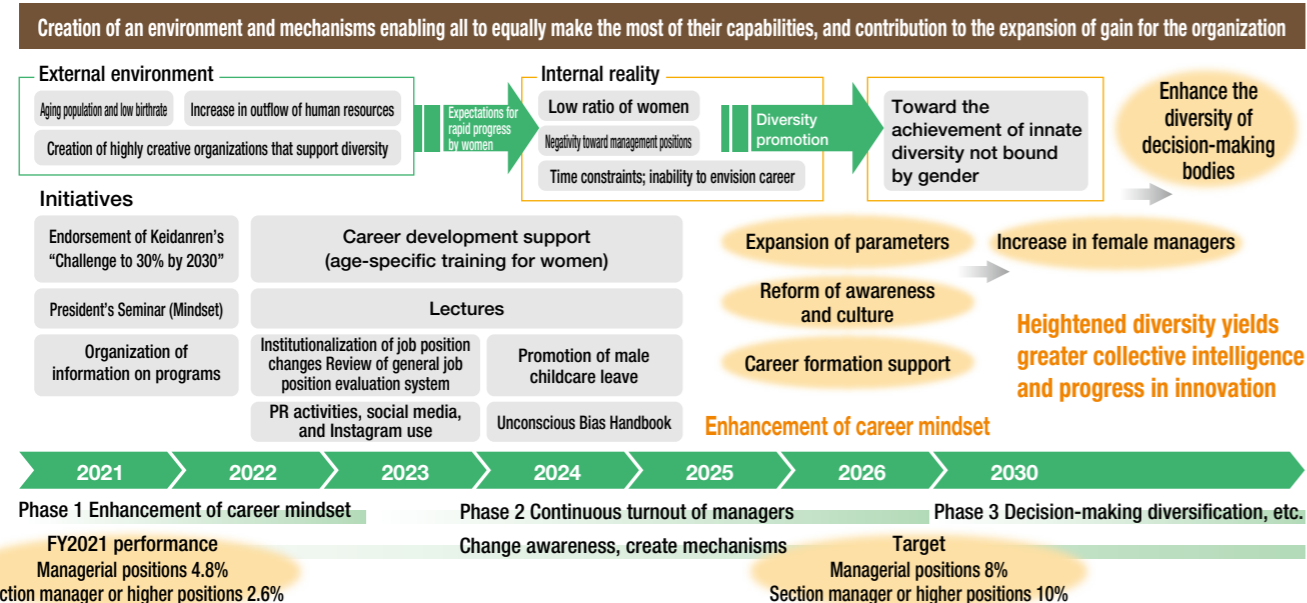 Creation of an environment and mechanisms enabling all to equally make the most of their capabilities, and contribution to the expansion of gain for the organization
External environment
Aging population and low birthrate
Increase in outflow of human resources
Creation of highly creative organizations that support diversity
Expectations for
rapid progress
by women
Internal reality
Low ratio of women
Negativity toward management positions
Time constraints; inability to envision career
Diversity
promotion
Toward the
achievement of innate
diversity not bound
by gender
Enhance the
diversity of
decision-making
bodies
Initiatives
Endorsement of Keidanren's
"Challenge to 30% by 2030"
Career development support
(age-specific training for women)
President's Seminar (Mindset)
Lectures
Organization of
information on programs
Institutionalization of job position
changes Review of general job
position evaluation system
Promotion of male
childcare leave
PR activities, social media,
and Instagram use
Unconscious Bias Handbook
Expansion of parameters
Increase in female managers
Reform of awareness
and culture
Career formation support
Heightened diversity yields
greater collective intelligence
and progress in innovation
Enhancement of career mindset
2021
2022
2023
2024
2025
2026
2030
Phase 1 Enhancement of career mindset
Phase 2 Continuous turnout of managers
Phase 3 Decision-making diversification, etc.
Change awareness, create mechanisms
FY2021 performance
Managerial positions 4.8%
ction manager or higher positions 2.6%
Target
Managerial positions 8%
Section manager or higher positions 10%